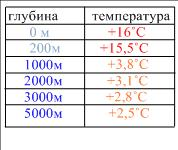 глубина температура
0 м +16˚C
200м +15,5˚C
1000м +3,8˚C
2000м +3,1˚C
3000м +2,8˚C
5000м +2,5˚C